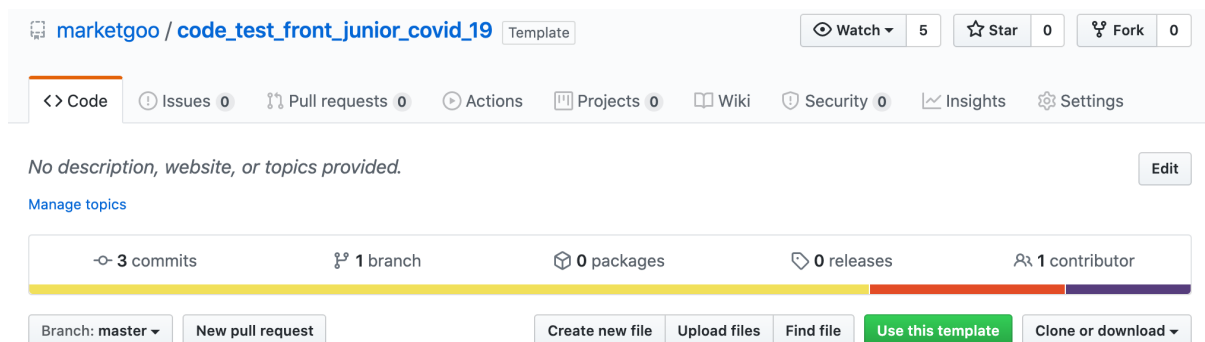 marketgoo / code_test_front_junior_covid_19 Template Watch 5 Star 0 Fork 0
<> Code Issues 0 Pull requests 0 Actions Projects 0 Wiki Security 0 Insights Settings
No description, website, or topics provided. Edit
Manage topics
3 commits 1 branch 0 packages 0 releases 1 contributor
Branch: master New pull request Create new file Upload files Find file Use this template Clone or download